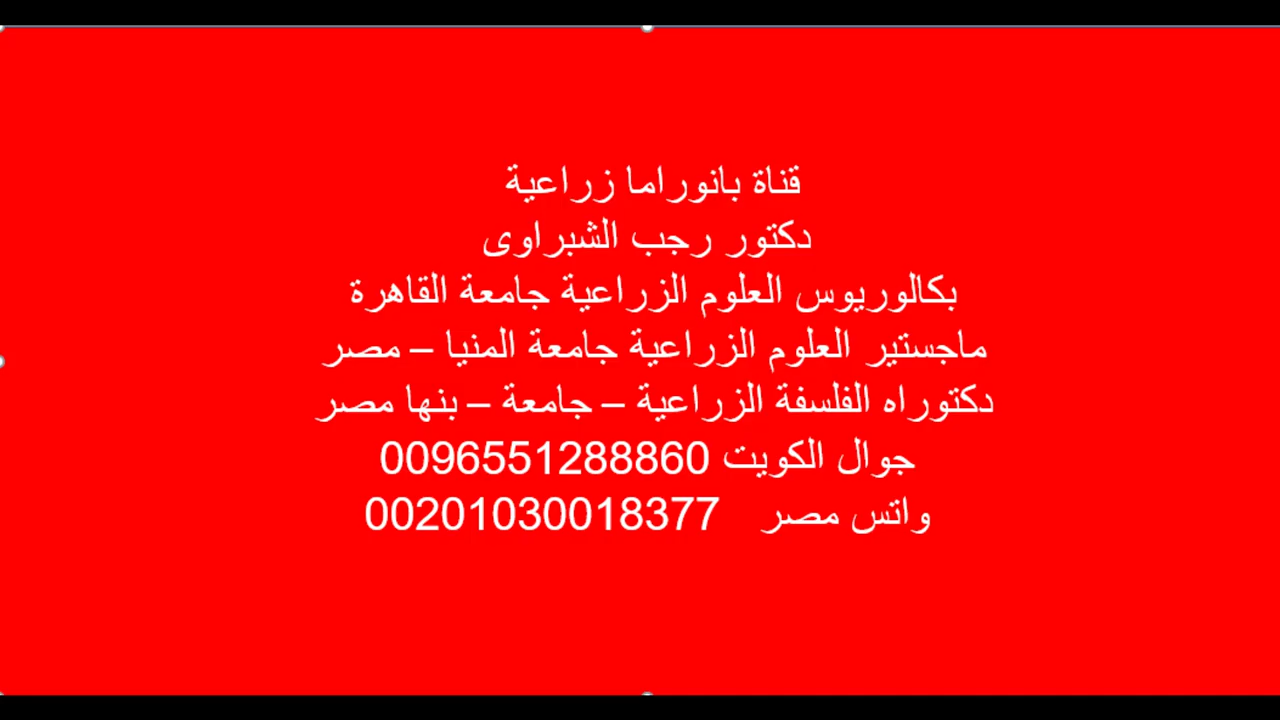 قناة بانوراما زراعية
دكتور رجب الشبراوى
بكالوريوس العلوم الزراعية جامعة القاهرة
ماجستير العلوم الزراعية جامعة المنيا – مصر
دكتوراه الفلسفة الزراعية – جامعة – بنها مصر
جوال الكويت 0096551288860
واتس مصر 00201030018377